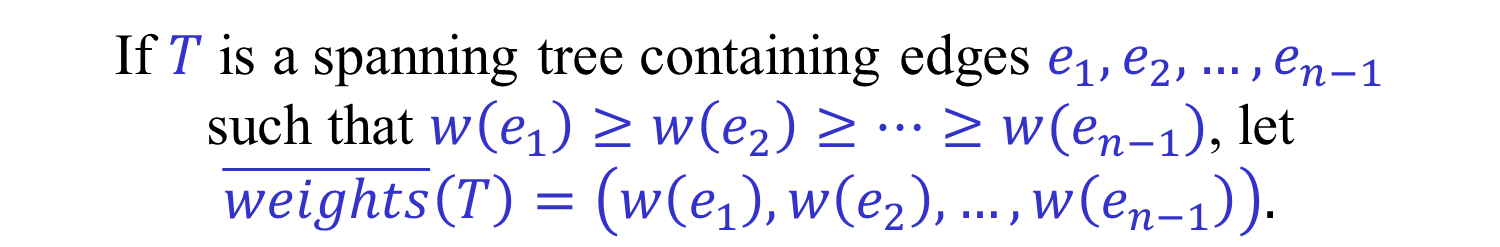 If T is a spanning tree containing edges e₁, e₂, … , eₙ₋₁
such that w(e₁) ≥ w(e₂) ≥ ⋯ ≥ w(eₙ₋₁), let
\overline{weights}(T) = (w(e₁), w(e₂), … , w(eₙ₋₁)).